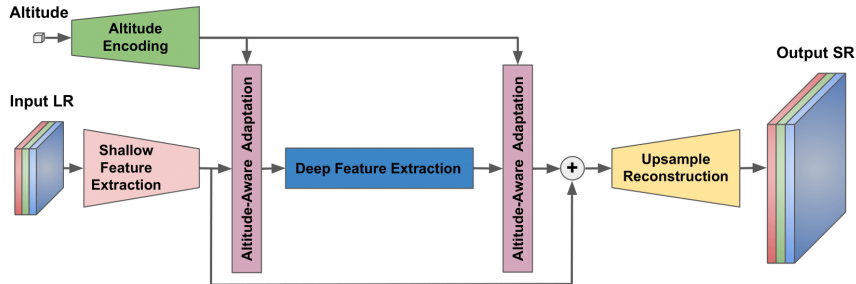 Altitude
Altitude
Encoding
Input LR
Shallow
Feature
Extraction
Altitude-Aware Adaptation
Deep Feature Extraction
Altitude-Aware Adaptation
+
Upsample
Reconstruction
Output SR